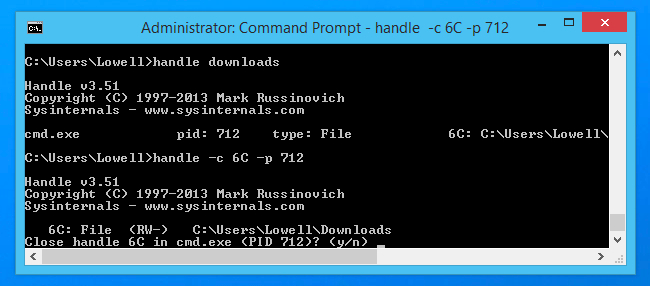 Administrator: Command Prompt - handle -c 6C -p 712
C:\Users\Lowell>handle downloads
Handle v3.51
Copyright (C) 1997-2013 Mark Russinovich
Sysinternals - www.sysinternals.com
cmd.exe pid: 712 type: File 6C: C:\Users\Lowell\
C:\Users\Lowell>handle -c 6C -p 712
Handle v3.51
Copyright (C) 1997-2013 Mark Russinovich
Sysinternals - www.sysinternals.com
6C: File (RW-) C:\Users\Lowell\Downloads
Close handle 6C in cmd.exe (PID 712)? (y/n)